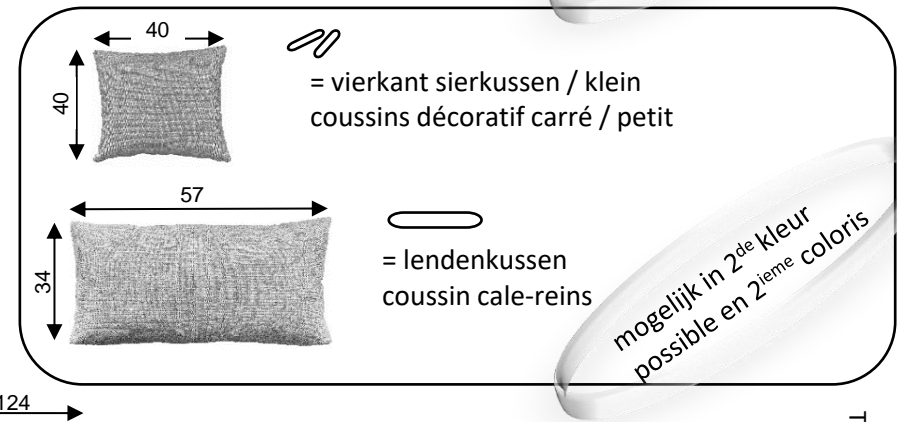 40
40
= vierkant sierkussen / klein
coussins décoratif carré / petit
57
34
= lendenkussen
coussin cale-reins
mogelijk in 2de kleur
possible en 2ieme coloris
124